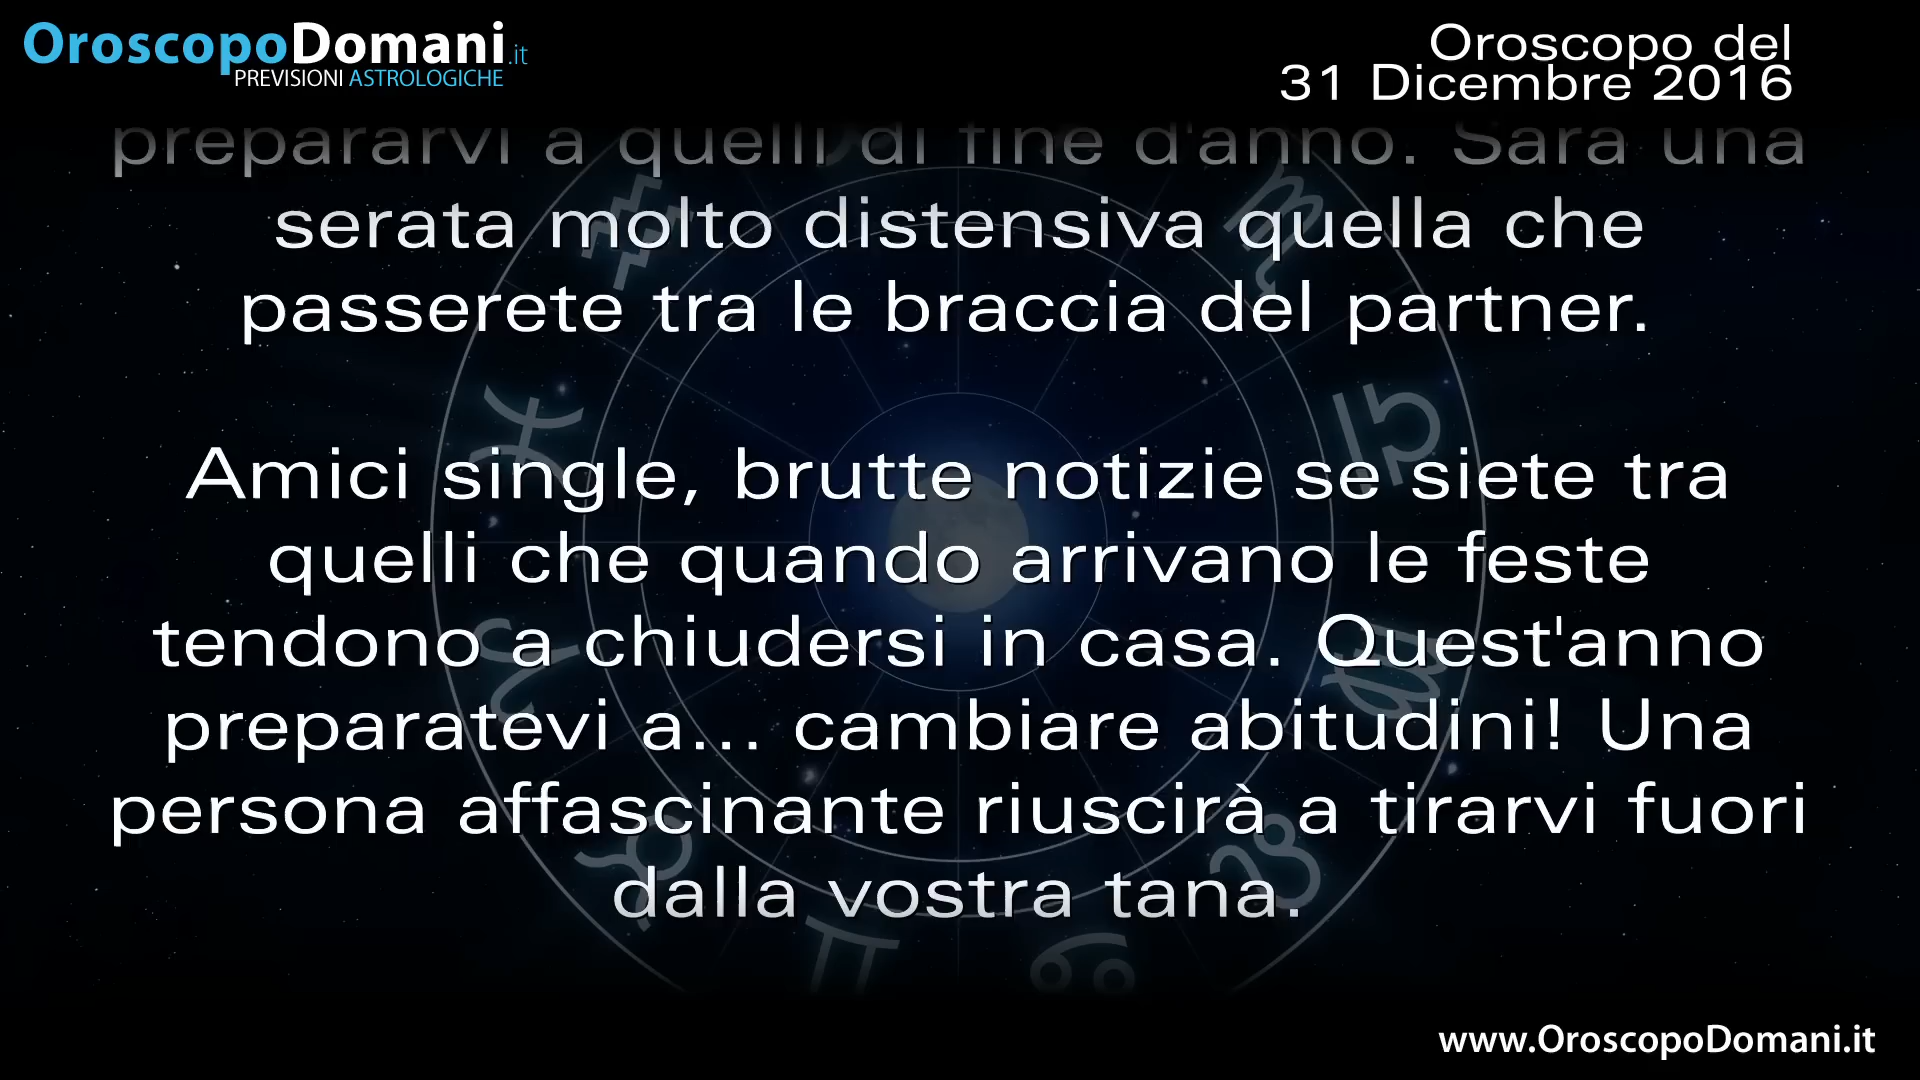 OroscopoDomani.it
PREVISIONI ASTROLOGICHE
Oroscopo del
31 Dicembre 2016
prepararvi a quelli di fine d'anno. Sarà una
serata molto distensiva quella che
passerete tra le braccia del partner.
Amici single, brutte notizie se siete tra
quelli che quando arrivano le feste
tendono a chiudersi in casa. Quest'anno
preparatevi a... cambiare abitudini! Una
persona affascinante riuscirà a tirarvi fuori
dalla vostra tana.
www.OroscopoDomani.it